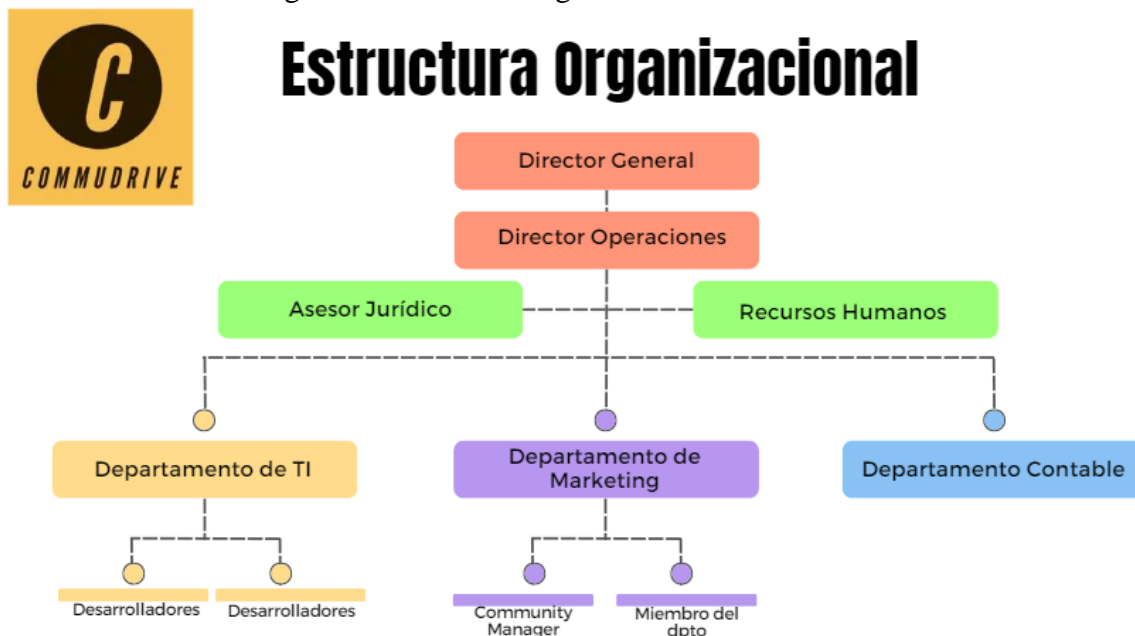 C
COMMUDRIVE
Estructura Organizacional
Director General
Director Operaciones
Asesor Jurídico
Recursos Humanos
Departamento de TI
Departamento de
Marketing
Departamento Contable
Desarrolladores
Desarrolladores
Community
Manager
Miembro del
dpto